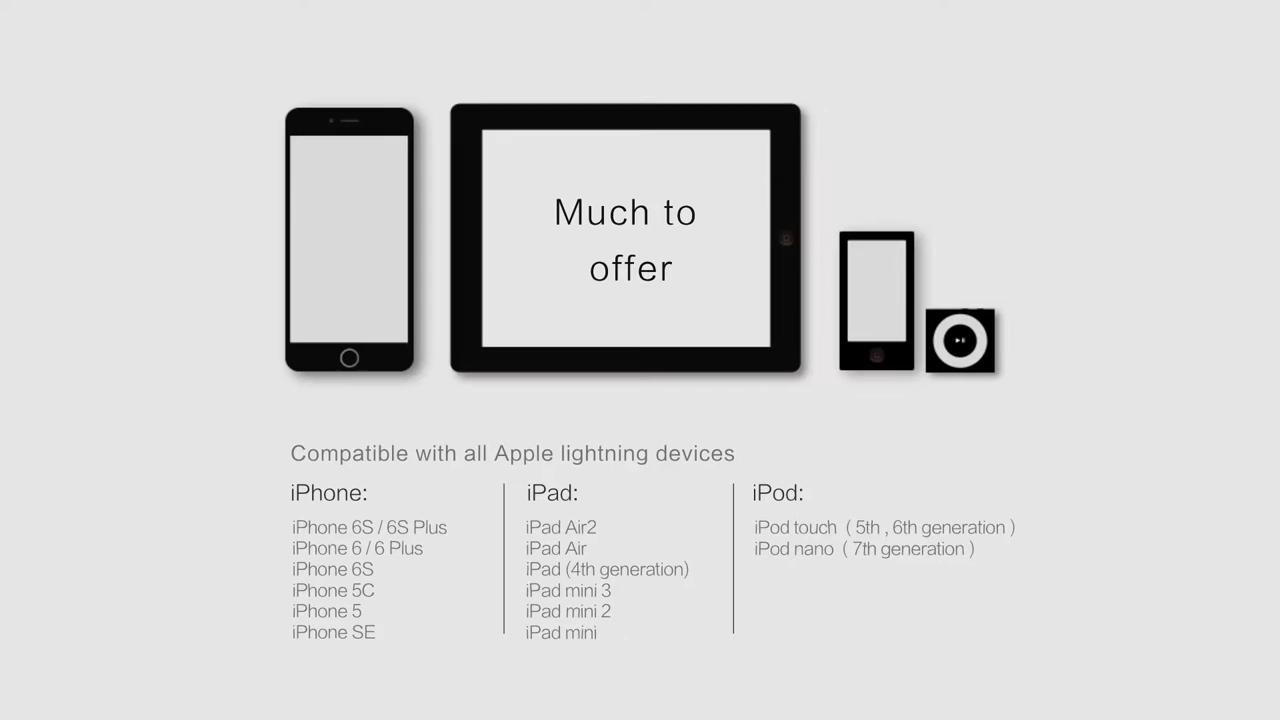 Much to
offer
Compatible with all Apple lightning devices
iPhone:
iPhone 6S / 6S Plus
iPhone 6 / 6 Plus
iPhone 6S
iPhone 5C
iPhone 5
iPhone SE
iPad:
iPad Air2
iPad Air
iPad (4th generation)
iPad mini 3
iPad mini 2
iPad mini
iPod:
iPod touch ( 5th , 6th generation )
iPod nano ( 7th generation )